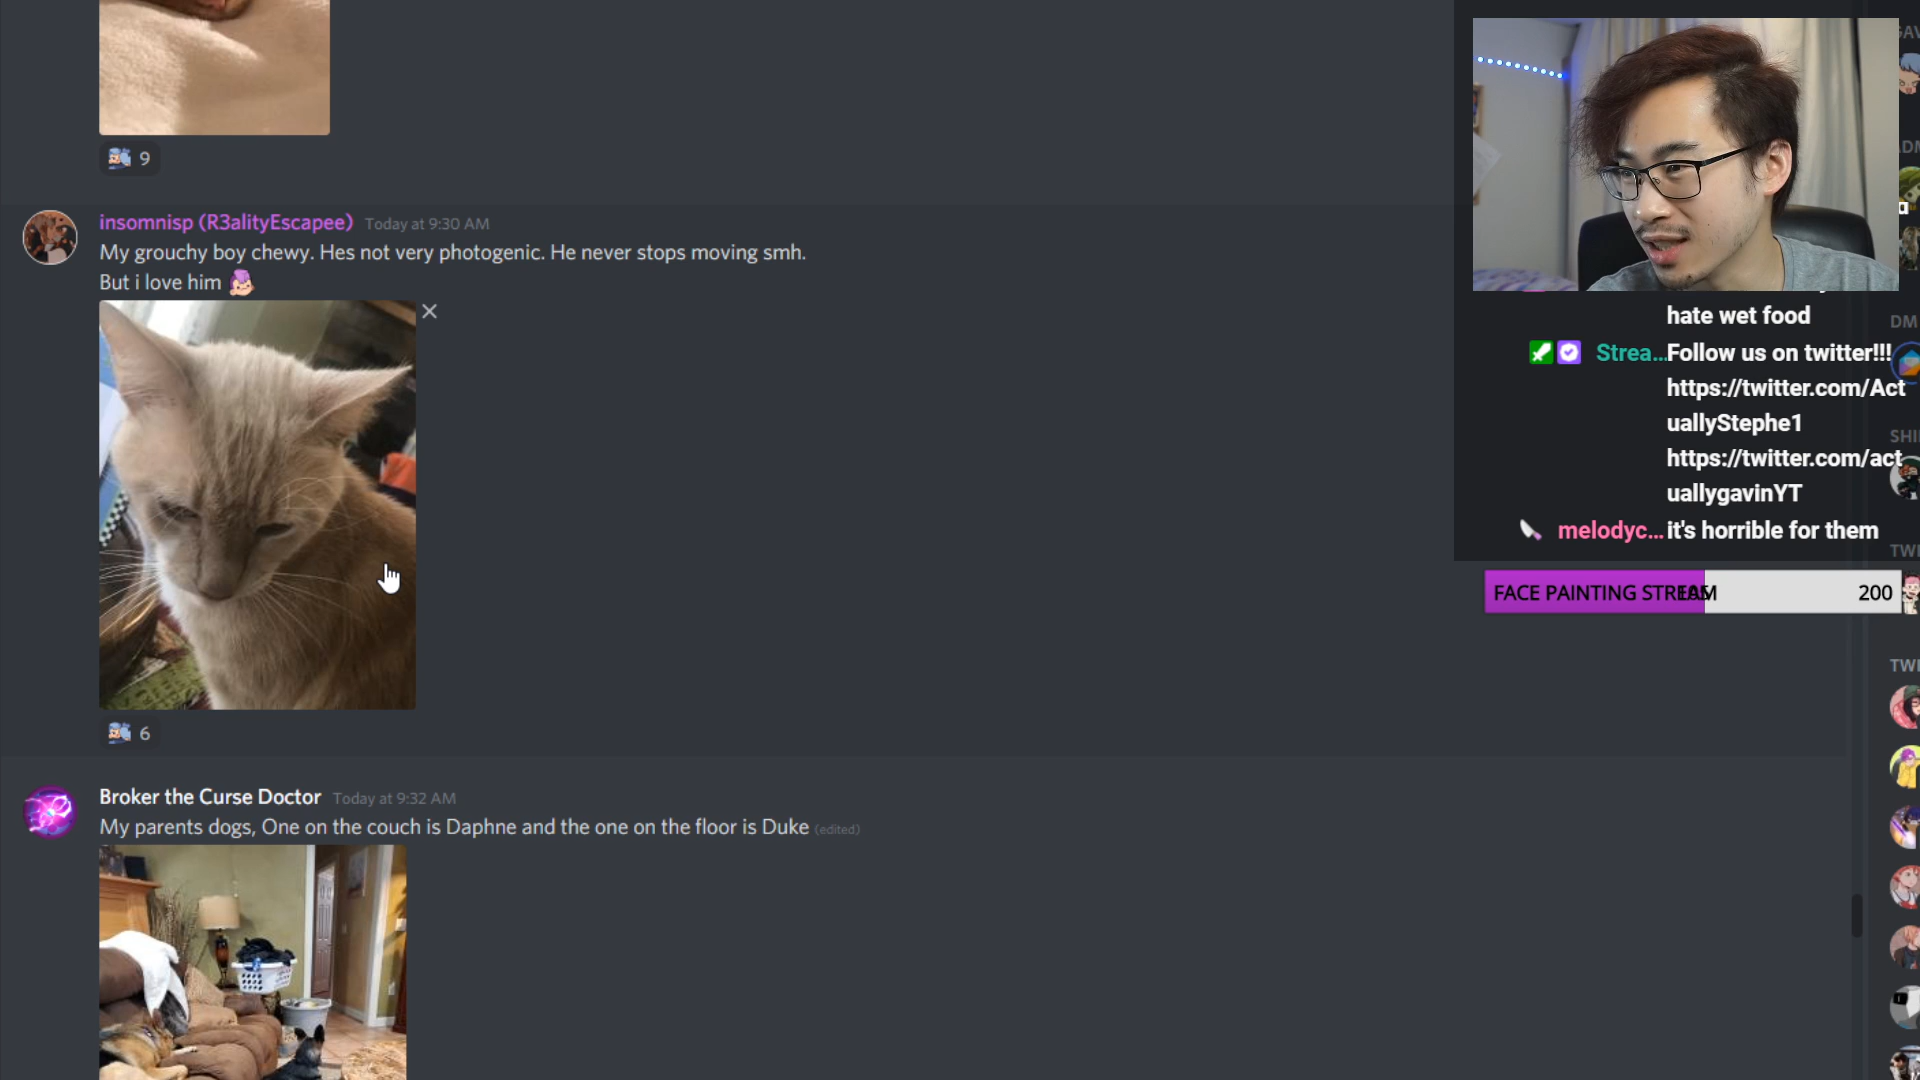 9
insomnisp (R3alityEscapee) Today at 9:30 AM
My grouchy boy chewy. Hes not very photogenic. He never stops moving smh.
But i love him
6
Broker the Curse Doctor Today at 9:32 AM
My parents dogs, One on the couch is Daphne and the one on the floor is Duke (edited)
hate wet food
Strea... Follow us on twitter!!!
https://twitter.com/Act
uallyStephe1
https://twitter.com/act
uallygavinYT
melodyc... it's horrible for them
FACE PAINTING STREAM 200
DM
SHI
TWI
TWI